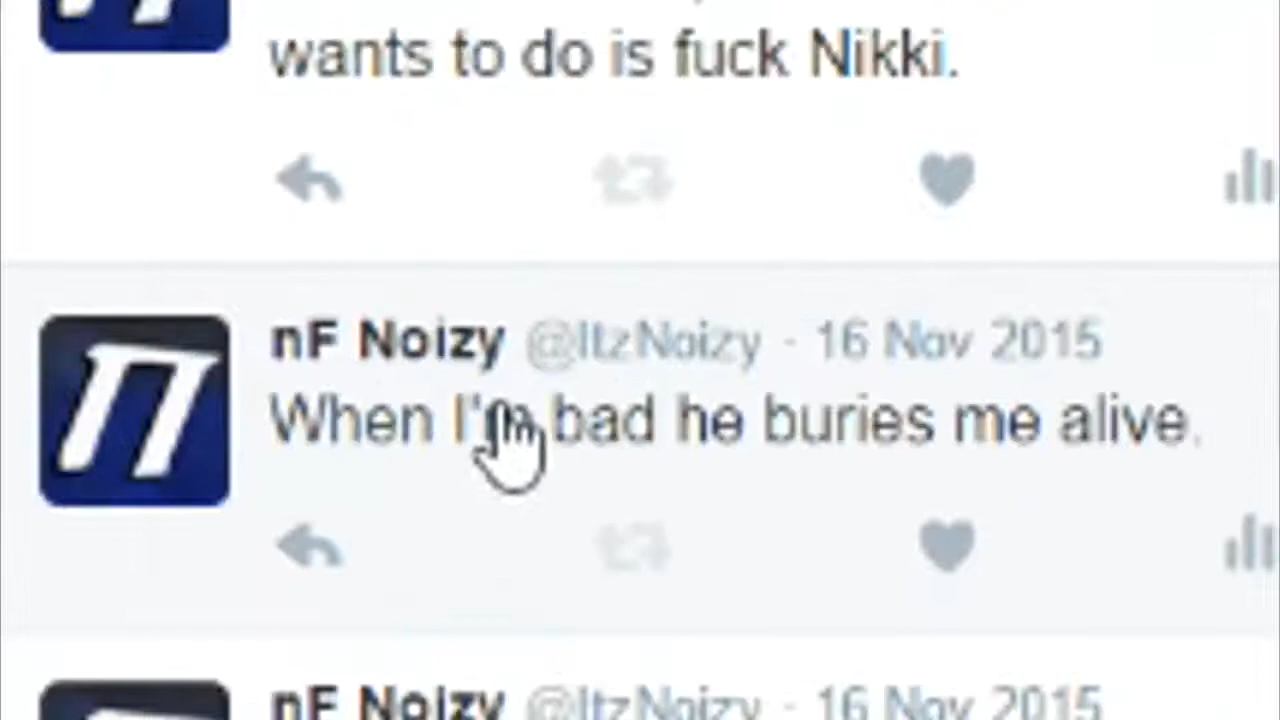 wants to do is fuck Nikki.
nF Noizy @ItzNoizy · 16 Nov 2015
When bad he buries me alive.
nF Noizy @ItzNoizy · 16 Nov 2015